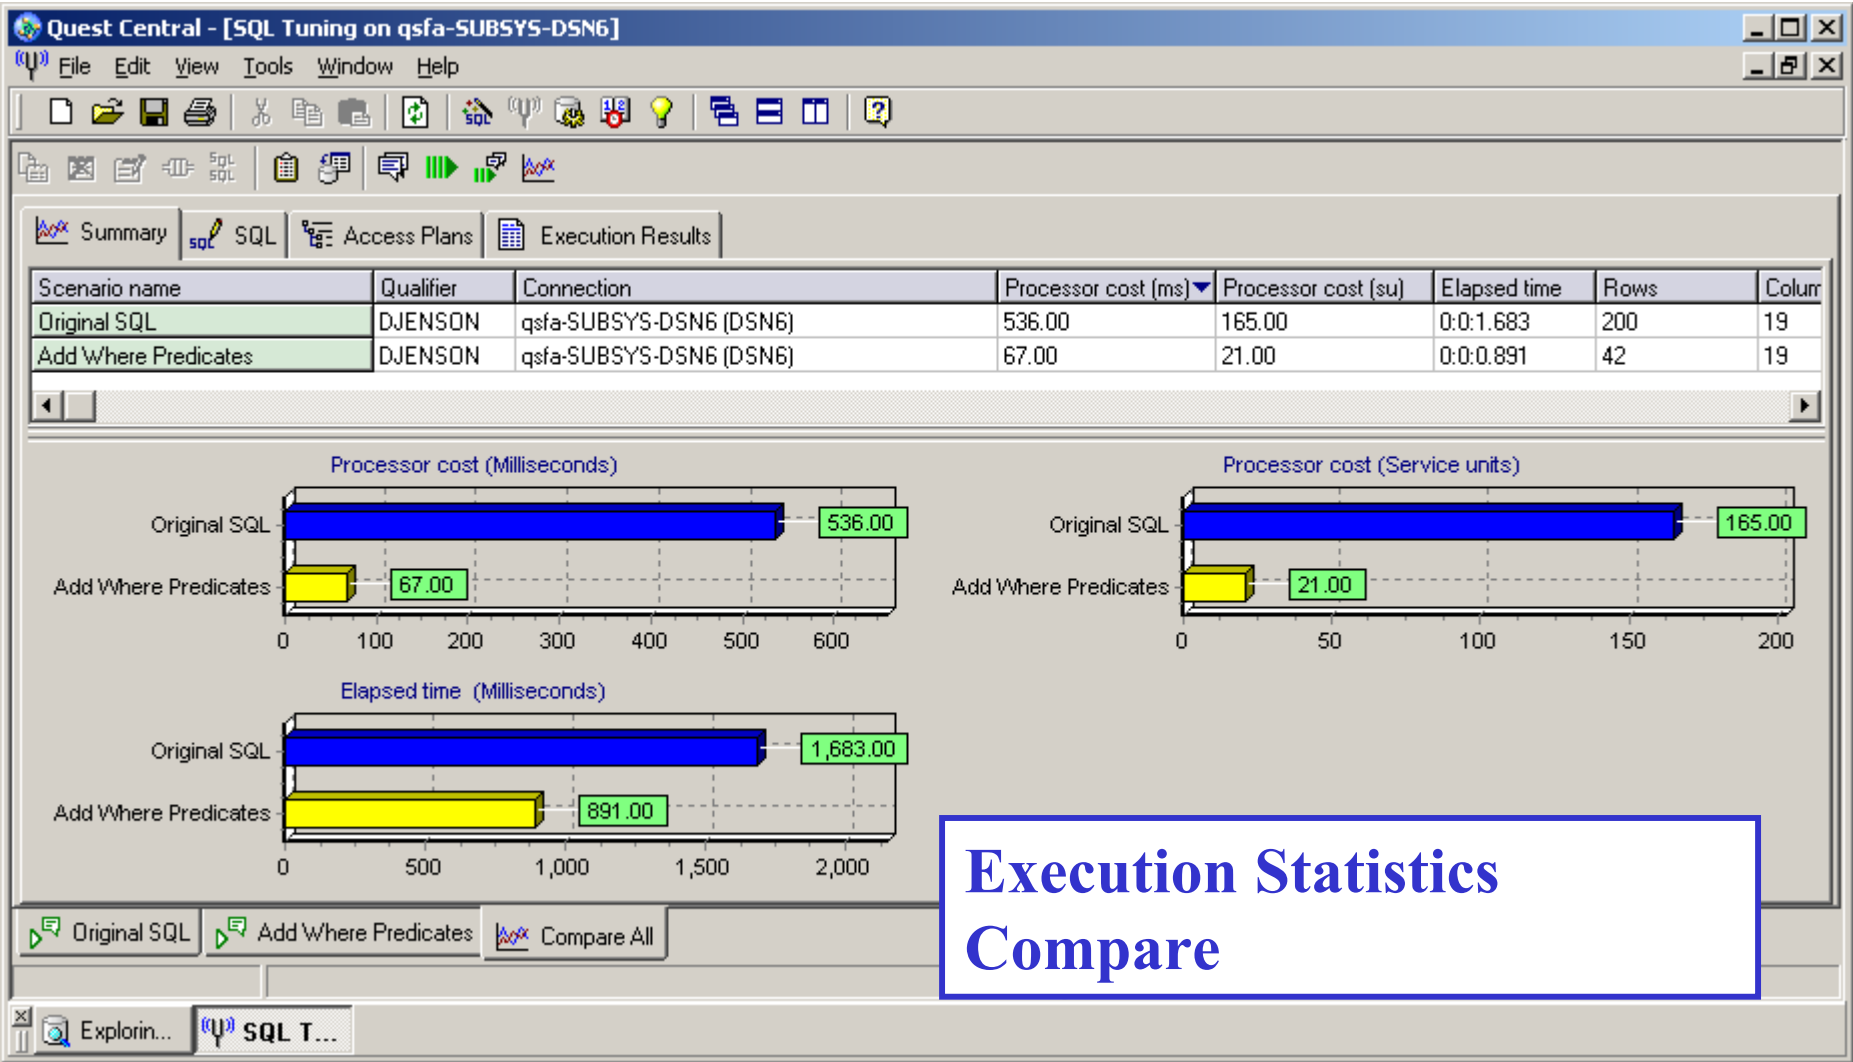 Quest Central - [SQL Tuning on qsfa-SUBSYS-DSN6]
File Edit View Tools Window Help
SQL
1 2
SQL
SQL
Summary SQL SQL Access Plans Execution Results
Scenario name Qualifier Connection Processor cost (ms) Processor cost (su) Elapsed time Rows Colum
Original SQL DJENSON qsfa-SUBSYS-DSN6 (DSN6) 536.00 165.00 0:0:1.683 200 19
Add Where Predicates DJENSON qsfa-SUBSYS-DSN6 (DSN6) 67.00 21.00 0:0:0.891 42 19
Processor cost (Milliseconds)
Original SQL 536.00
Add Where Predicates 67.00
0 100 200 300 400 500 600
Processor cost (Service units)
Original SQL 165.00
Add Where Predicates 21.00
0 50 100 150 200
Elapsed time (Milliseconds)
Original SQL 1,683.00
Add Where Predicates 891.00
0 500 1,000 1,500 2,000
Execution Statistics
Compare
Original SQL Add Where Predicates Compare All
Explorin... SQL T...